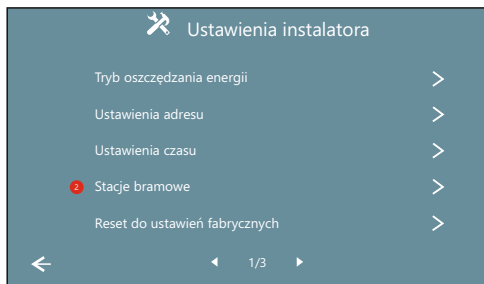 Ustawienia instalatora
Tryb oszczędzania energii
Ustawienia adresu
Ustawienia czasu
2 Stacje bramowe
Reset do ustawień fabrycznych
1/3